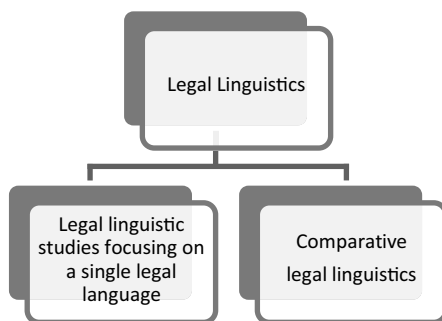 Legal Linguistics
Legal linguistic
studies focusing on
a single legal
language
Comparative
legal linguistics